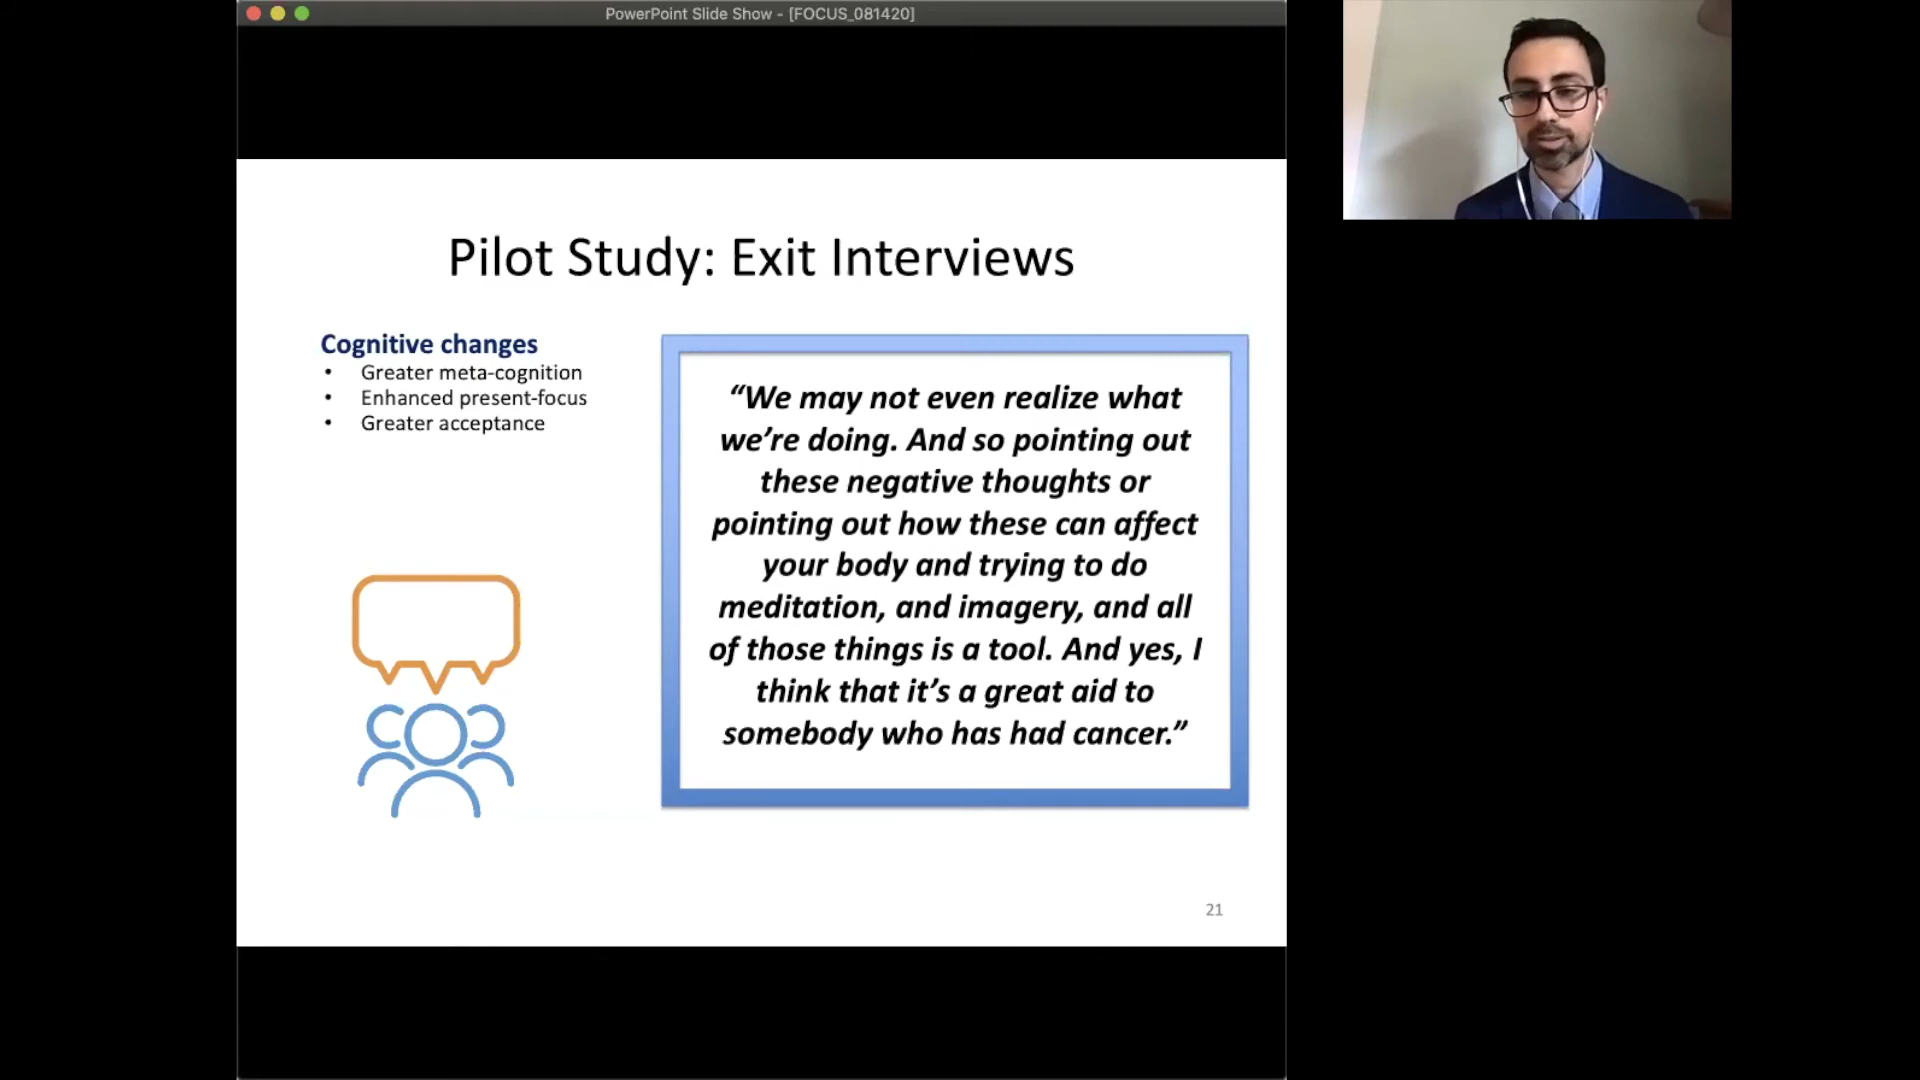 PowerPoint Slide Show - [FOCUS_081420]
Pilot Study: Exit Interviews
Cognitive changes
• Greater meta-cognition
• Enhanced present-focus
• Greater acceptance
“We may not even realize what
we’re doing. And so pointing out
these negative thoughts or
pointing out how these can affect
your body and trying to do
meditation, and imagery, and all
of those things is a tool. And yes, I
think that it’s a great aid to
somebody who has had cancer.”
21